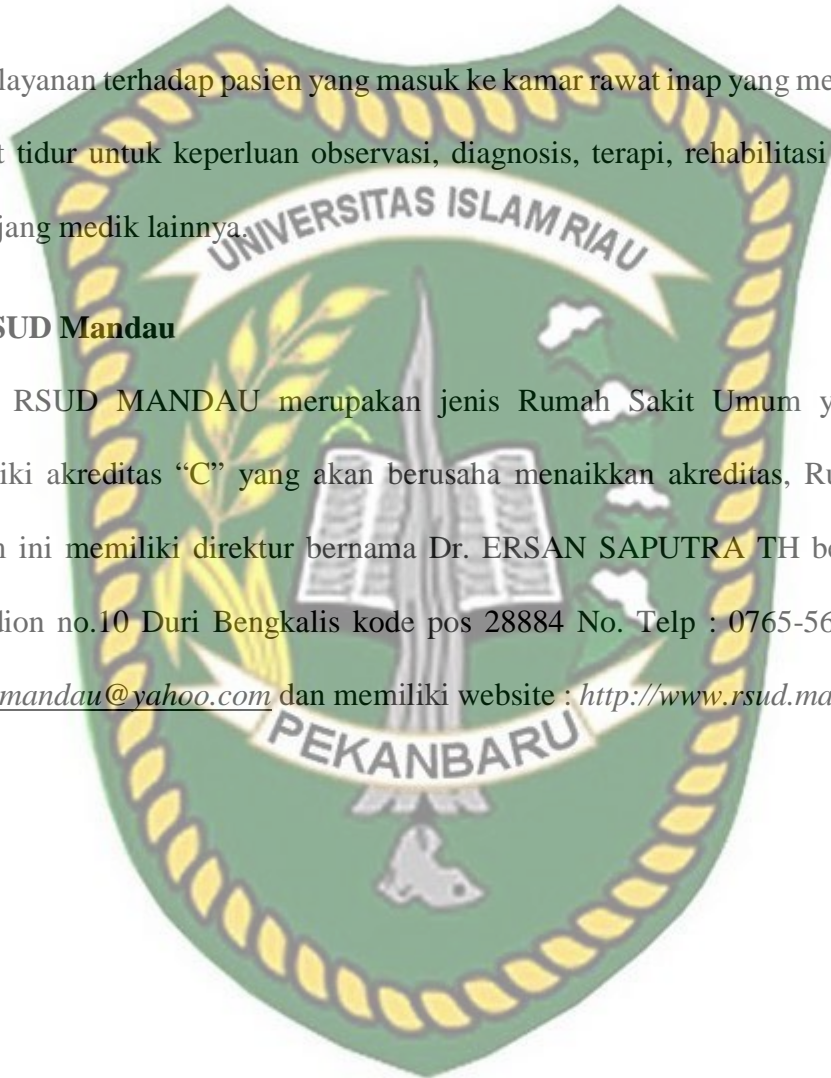 layanan terhadap pasien yang masuk ke kamar rawat inap yang me
t tidur untuk keperluan observasi, diagnosis, terapi, rehabilitasi
jang medik lainnya.
UNIVERSITAS ISLAM RIAU
SUD Mandau
RSUD MANDAU merupakan jenis Rumah Sakit Umum y
iki akreditas “C” yang akan berusaha menaikkan akreditas, Ru
ini memiliki direktur bernama Dr. ERSAN SAPUTRA TH be
dion no.10 Duri Bengkalis kode pos 28884 No. Telp : 0765-56
mandau@yahoo.com dan memiliki website : http://www.rsud.ma
PEKANBARU